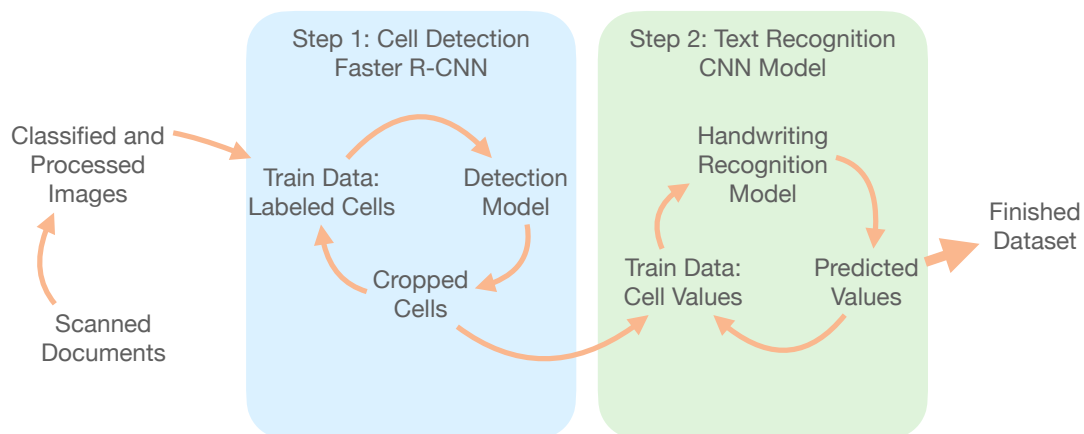 Step 1: Cell Detection
Faster R-CNN
Step 2: Text Recognition
CNN Model
Classified and
Processed
Images
Scanned
Documents
Train Data:
Labeled Cells
Detection
Model
Cropped
Cells
Handwriting
Recognition
Model
Train Data:
Cell Values
Predicted
Values
Finished
Dataset